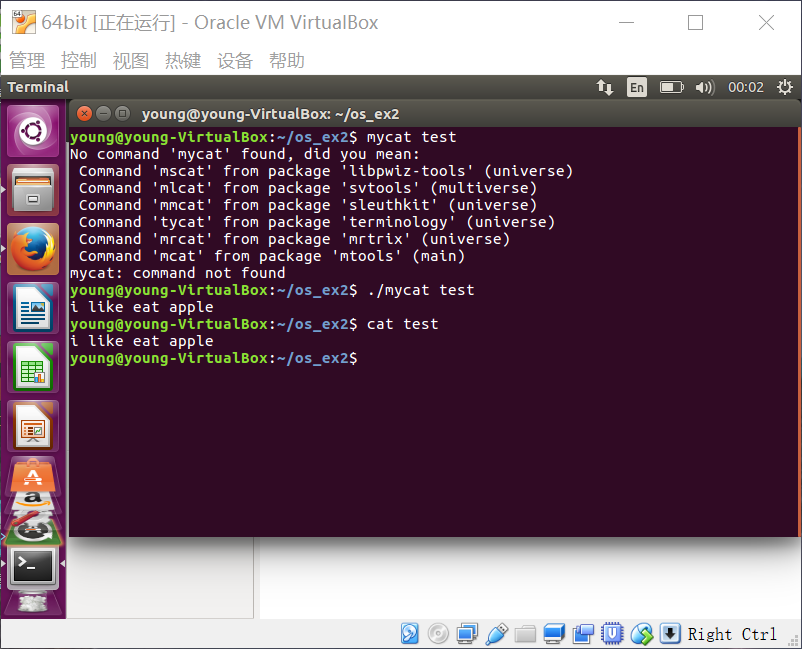 64bit [正在运行] - Oracle VM VirtualBox
管理 控制 视图 热键 设备 帮助
Terminal En 00:02
young@young-VirtualBox: ~/os_ex2
young@young-VirtualBox:~/os_ex2$ mycat test
No command 'mycat' found, did you mean:
Command 'mscat' from package 'libpwiz-tools' (universe)
Command 'mlcat' from package 'svtools' (multiverse)
Command 'mmcat' from package 'sleuthkit' (universe)
Command 'tycat' from package 'terminology' (universe)
Command 'mrcat' from package 'mrtrix' (universe)
Command 'mcat' from package 'mtools' (main)
mycat: command not found
young@young-VirtualBox:~/os_ex2$ ./mycat test
i like eat apple
young@young-VirtualBox:~/os_ex2$ cat test
i like eat apple
young@young-VirtualBox:~/os_ex2$
Right Ctrl